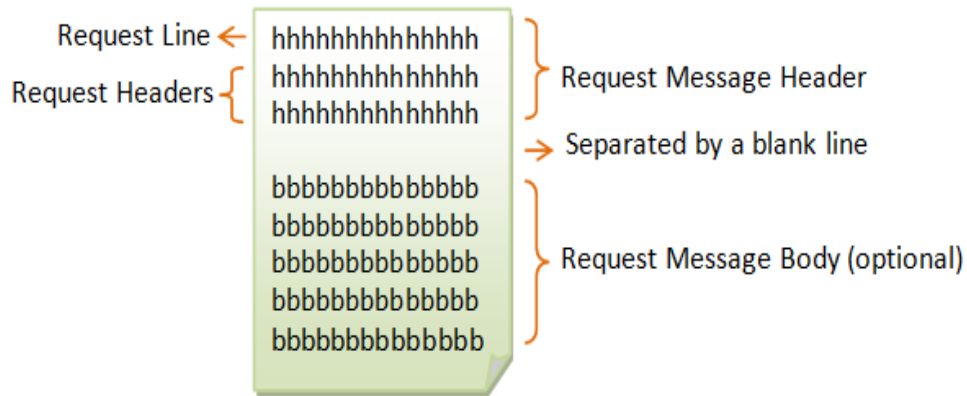 Request Line
hhhhhhhhhhhhhh
Request Headers
hhhhhhhhhhhhhh
hhhhhhhhhhhhhh
Request Message Header
Separated by a blank line
bbbbbbbbbbbbbb
bbbbbbbbbbbbbb
bbbbbbbbbbbbbb
bbbbbbbbbbbbbb
bbbbbbbbbbbbbb
Request Message Body (optional)